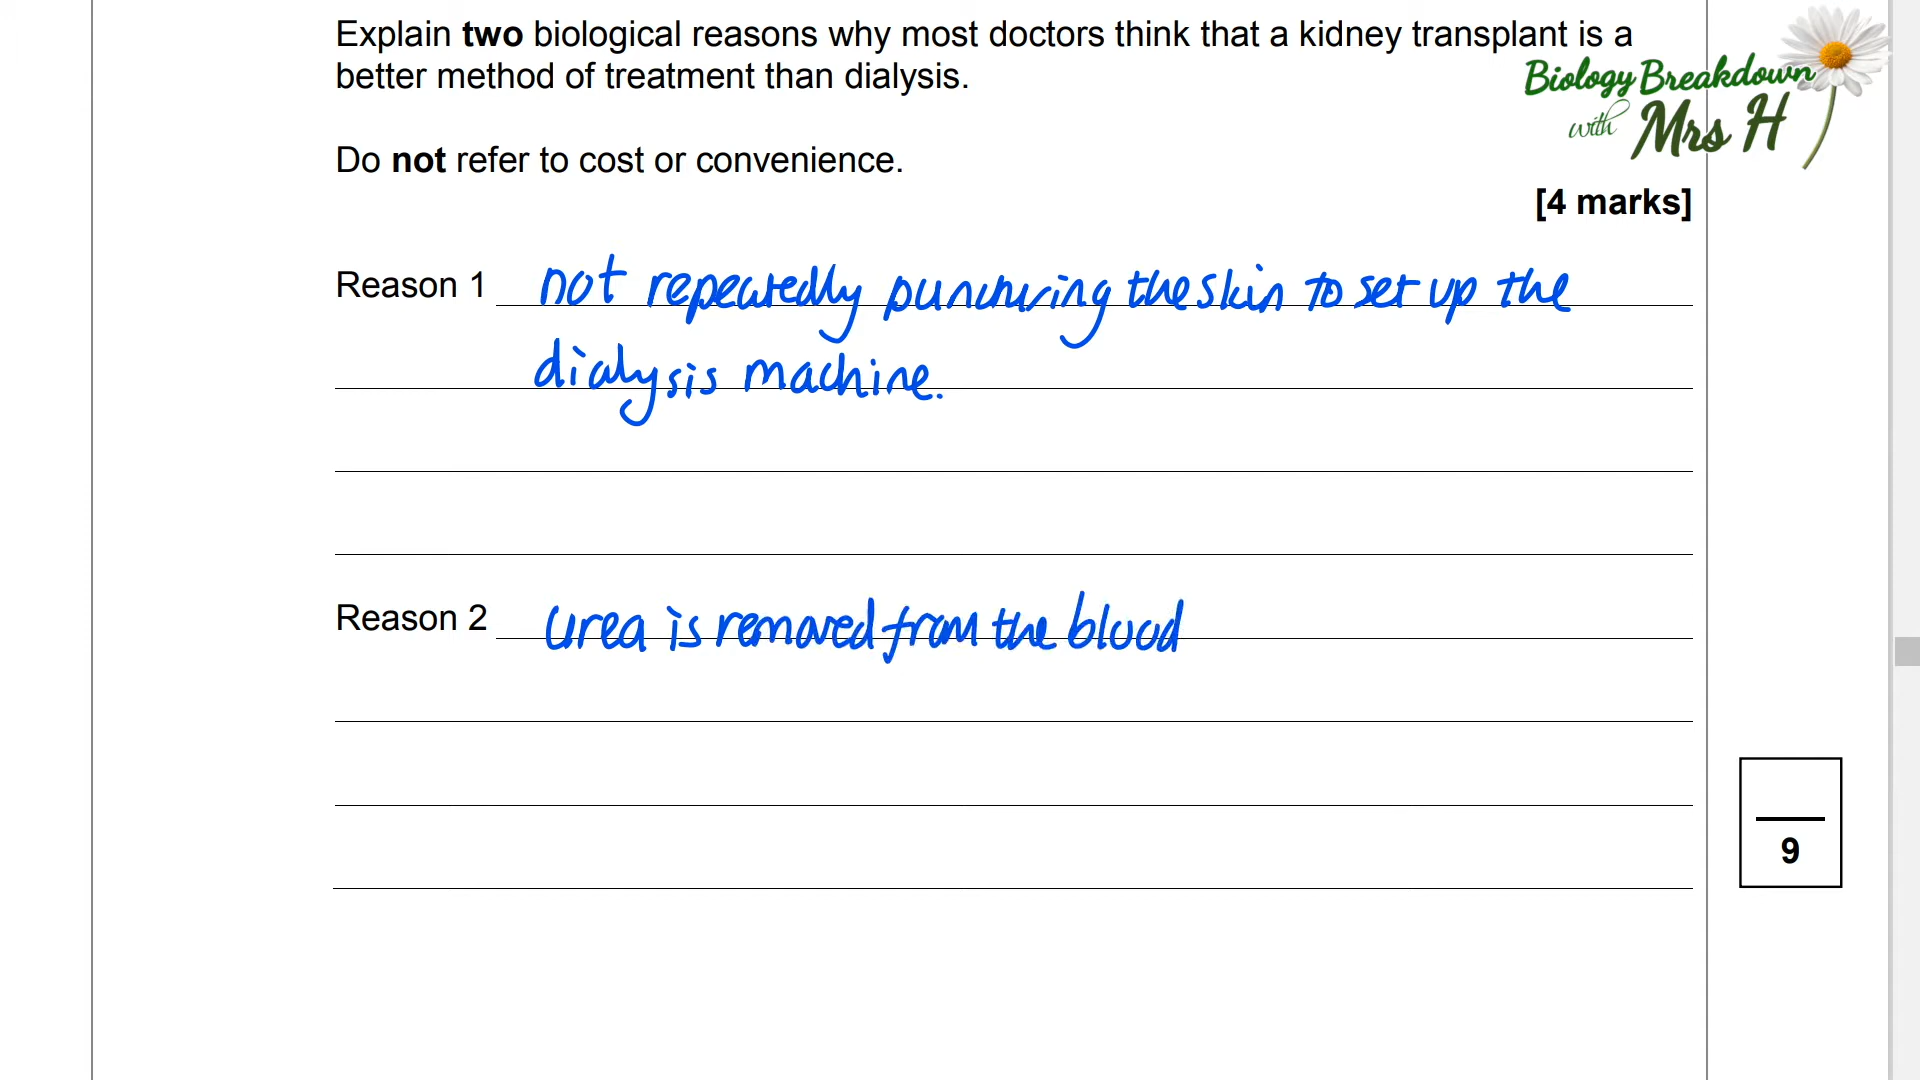 Explain two biological reasons why most doctors think that a kidney transplant is a
better method of treatment than dialysis.
Biology Breakdown
with Mrs H
Do not refer to cost or convenience.
[4 marks]
Reason 1 not repeatedly puncturing the skin to set up the
dialysis machine.
Reason 2 urea is removed from the blood
9